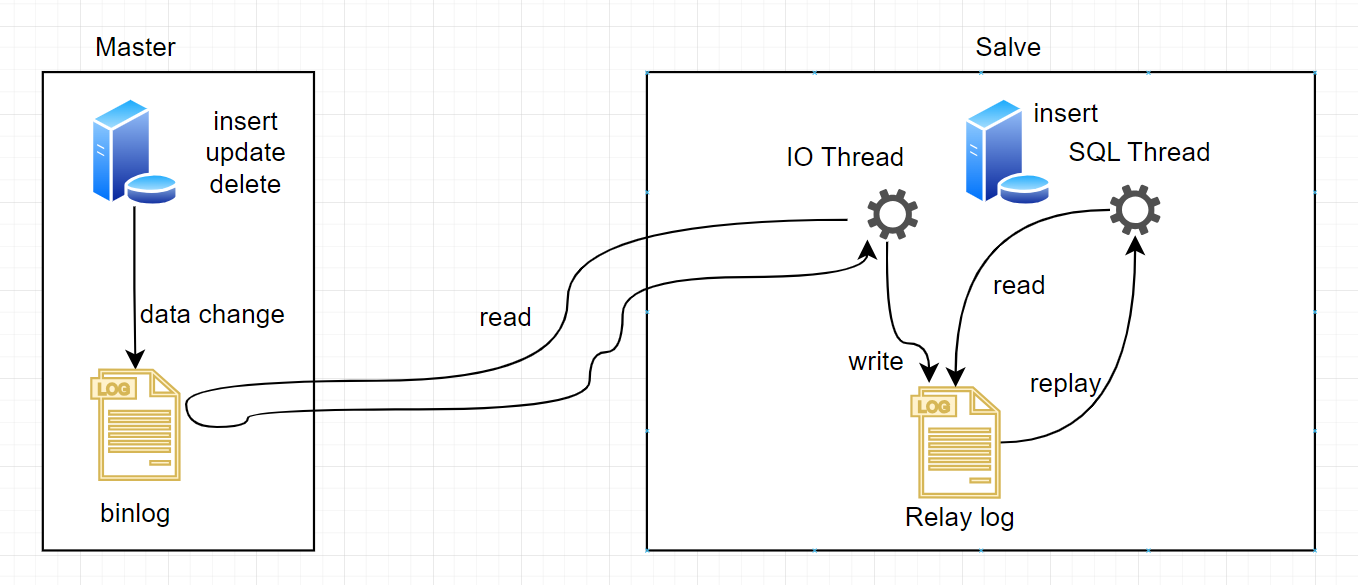 Master
insert
update
delete
data change
LOG
binlog
read
Salve
IO Thread
insert
SQL Thread
read
write
replay
LOG
Relay log